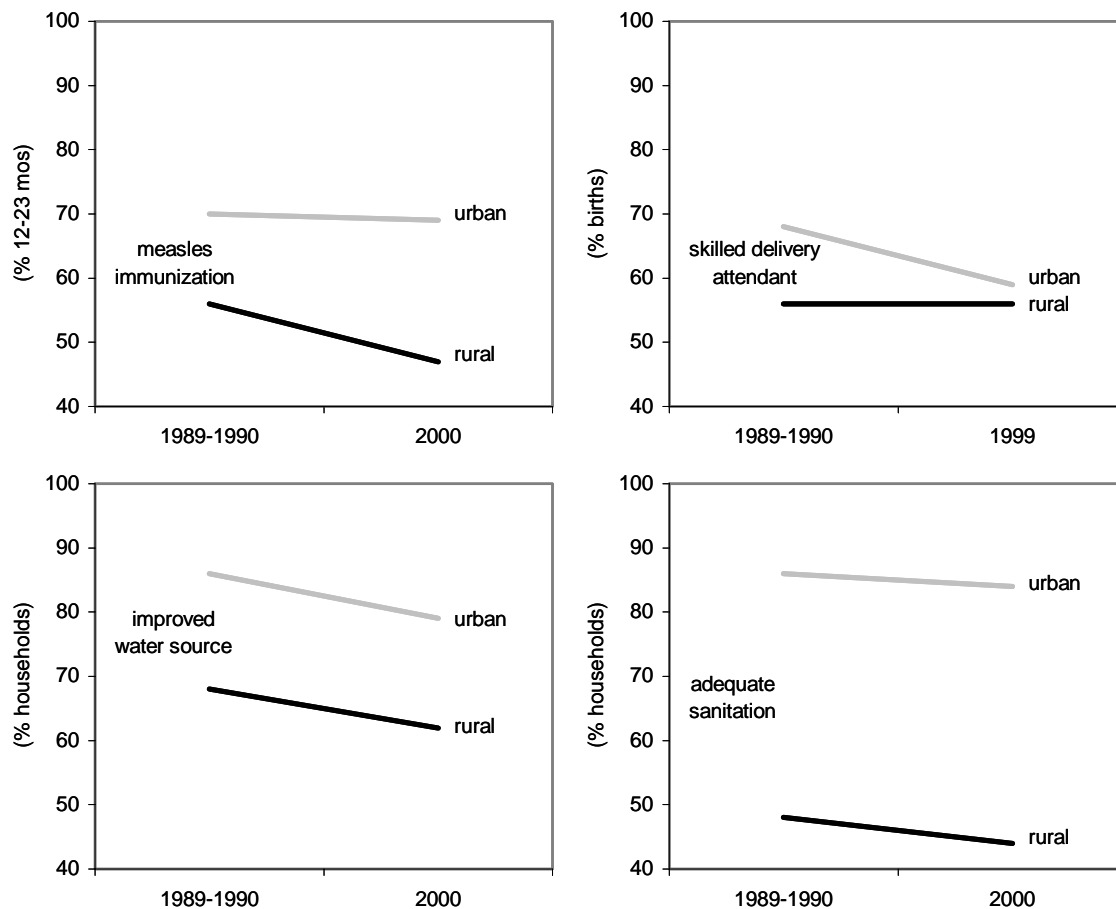 100
90
80
70
60
50
40
(% 12-23 mos)
measles
immunization
urban
rural
1989-1990
2000
100
90
80
70
60
50
40
(% births)
skilled delivery
attendant
urban
rural
1989-1990
1999
100
90
80
70
60
50
40
(% households)
improved
water source
urban
rural
1989-1990
2000
100
90
80
70
60
50
40
(% households)
adequate
sanitation
urban
rural
1989-1990
2000